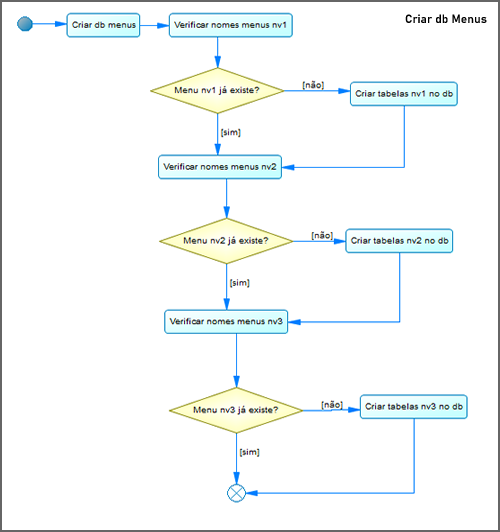 Criar db Menus
Criar db menus
Verificar nomes menus nv1
Menu nv1 já existe?
[não]
Criar tabelas nv1 no db
[sim]
Verificar nomes menus nv2
Menu nv2 já existe?
[não]
Criar tabelas nv2 no db
[sim]
Verificar nomes menus nv3
Menu nv3 já existe?
[não]
Criar tabelas nv3 no db
[sim]